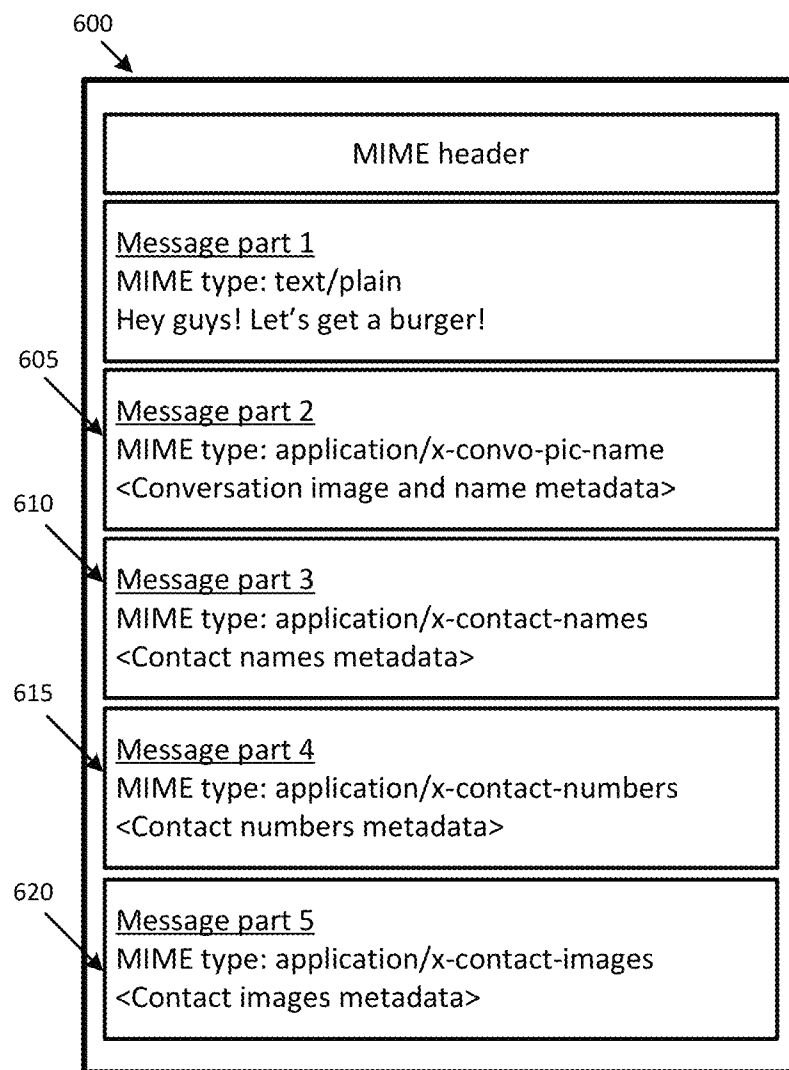 600
MIME header
Message part 1
MIME type: text/plain
Hey guys! Let's get a burger!
605
Message part 2
MIME type: application/x-convo-pic-name
<Conversation image and name metadata>
610
Message part 3
MIME type: application/x-contact-names
<Contact names metadata>
615
Message part 4
MIME type: application/x-contact-numbers
<Contact numbers metadata>
620
Message part 5
MIME type: application/x-contact-images
<Contact images metadata>